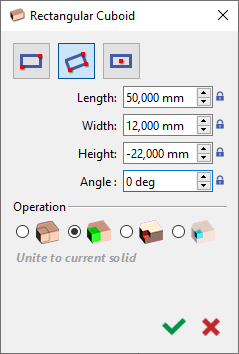 Rectangular Cuboid
Length: 50,000 mm
Width: 12,000 mm
Height: -22,000 mm
Angle : 0 deg
Operation
Unite to current solid